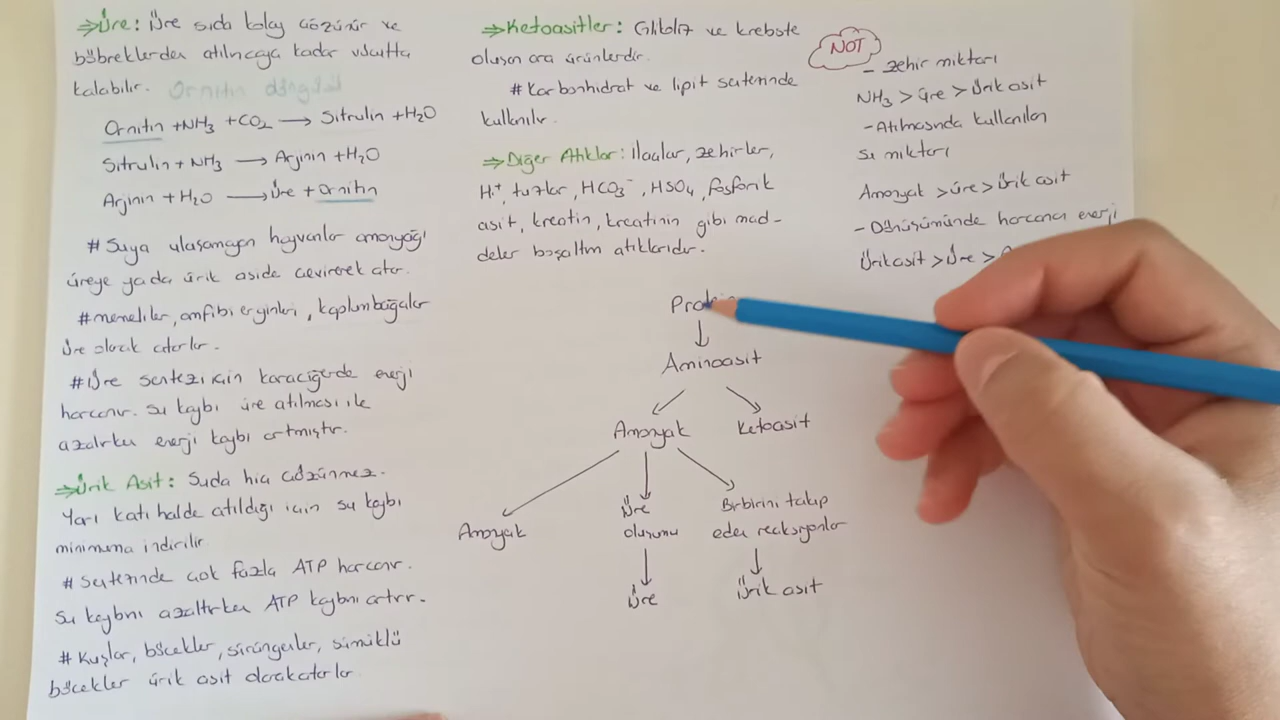 ⇒Üre: Üre suda kolay çözünür ve
böbreklerden atılıncaya kadar vücutta
kalabilir. Ornitin döngüsü
Ornitin +NH₃ +CO₂ → Sitrulin +H₂O
Sitrulin + NH₃ → Arjinin +H₂O
Arjinin + H₂O → Üre + Ornitin
# Suya ulaşamayan hayvanlar amonyağı
üreye yada ürik aside çevirerek atar.
#memeliler, amfibi erginleri, kaplumbağalar
üre olarak atarlar.
#Üre sentezi için karaciğerde enerji
harcanır. Su kaybı üre atılması ile
azalırken enerji kaybı artmıştır.
⇒Ürik Asit: Suda hiç çözünmez.
Yarı katı halde atıldığı için su kaybı
minimuma indirilir
# Sentezinde çok fazla ATP harcanır.
Su kaybını azaltırken ATP kaybını artırır.
# Kuşlar, böcekler, sürüngenler, sümüklü
böcekler ürik asit olarak atarlar
⇒Ketoasitler: Glikoliz ve krebste
oluşan ara ürünlerdir.
# Karbonhidrat ve lipit sentezinde
kullanılır.
⇒Diğer Atıklar: İlaçlar, zehirler,
H⁺, tuzlar, HCO₃⁻, HSO₄, fosforik
asit, kreatin, kreatinin gibi mad-
deler boşaltım atıklarıdır.
NOT
- zehir miktarı
NH₃ > üre > Ürik asit
-Atılmasında kullanılan
su miktarı
Amonyak > üre > Ürik asit
- Dönüşümünde harcanan enerji
Ürik asit > Üre >
Aminoasit
Amonyak
Ketoasit
Amonyak
Üre
oluşumu
Birbirini takip
eden reaksiyonlar
Üre
Ürik asit